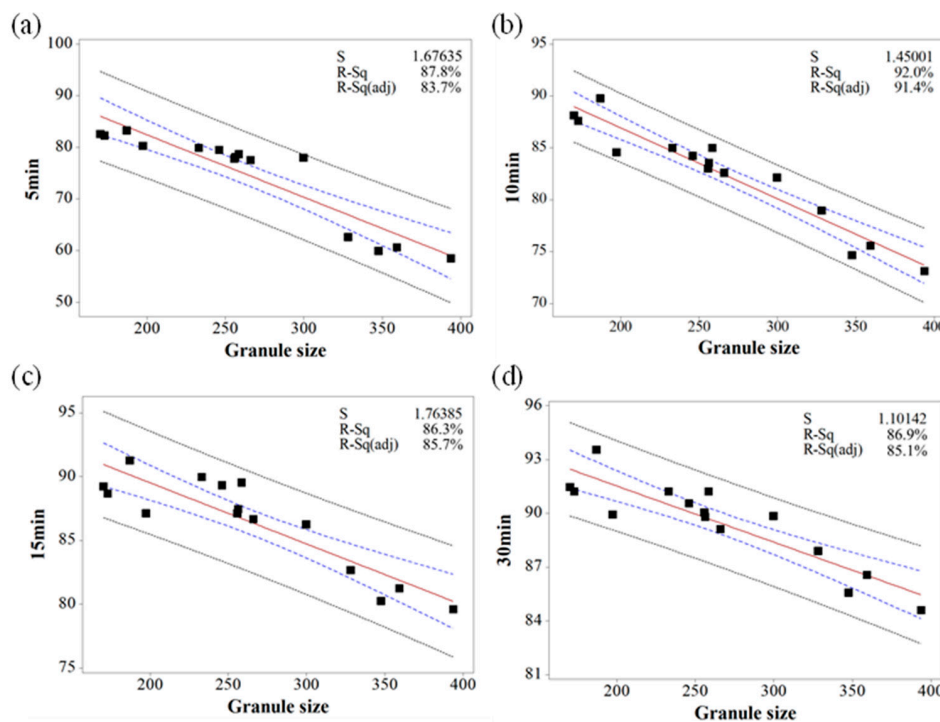 (a)
100
90
80
70
60
50
5min
S 1.67635
R-Sq 87.8%
R-Sq(adj) 83.7%
200 250 300 350 400
Granule size
(b)
95
90
85
80
75
70
10min
S 1.45001
R-Sq 92.0%
R-Sq(adj) 91.4%
200 250 300 350 400
Granule size
(c)
95
90
85
80
75
15min
S 1.76385
R-Sq 86.3%
R-Sq(adj) 85.7%
200 250 300 350 400
Granule size
(d)
96
93
90
87
84
81
30min
S 1.10142
R-Sq 86.9%
R-Sq(adj) 85.1%
200 250 300 350 400
Granule size